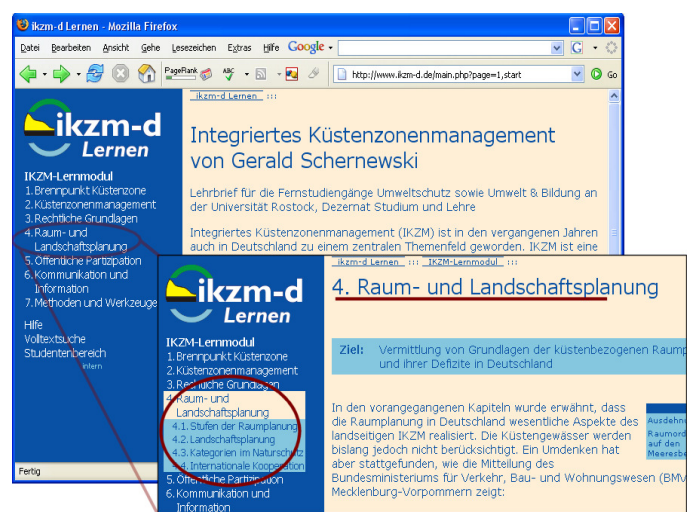 ikzm-d Lernen - Mozilla Firefox
Datei Bearbeiten Ansicht Gehe Lesezeichen Extras Hilfe Google
PageRank ABC http://www.ikzm-d.de/main.php?page=1,start Go
ikzm-d Lernen :::
ikzm-d
Lernen
IKZM-Lernmodul
1. Brennpunkt Küstenzone
2. Küstenzonenmanagement
3. Rechtliche Grundlagen
4. Raum- und
Landschaftsplanung
5. Öffentliche Partizipation
6. Kommunikation und
Information
7. Methoden und Werkzeuge
Hilfe
Volltextsuche
Studentenbereich
intern
Integriertes Küstenzonenmanagement
von Gerald Schernewski
Lehrbrief für die Fernstudiengänge Umweltschutz sowie Umwelt & Bildung an
der Universität Rostock, Dezernat Studium und Lehre
Integriertes Küstenzonenmanagement (IKZM) ist in den vergangenen Jahren
auch in Deutschland zu einem zentralen Themenfeld geworden. IKZM ist eine
Fertig
ikzm-d Lernen ::: IKZM-Lernmodul :::
ikzm-d
Lernen
IKZM-Lernmodul
1. Brennpunkt Küstenzone
2. Küstenzonenmanagement
3. Rechtliche Grundlagen
4. Raum- und
Landschaftsplanung
4.1. Stufen der Raumplanung
4.2. Landschaftsplanung
4.3. Kategorien im Naturschutz
4.4. Internationale Kooperation
5. Öffentliche Partizipation
6. Kommunikation und
Information
4. Raum- und Landschaftsplanung
Ziel: Vermittlung von Grundlagen der küstenbezogenen Raump
und ihrer Defizite in Deutschland
In den vorangegangenen Kapiteln wurde erwähnt, dass
die Raumplanung in Deutschland wesentliche Aspekte des
landseitigen IKZM realisiert. Die Küstengewässer werden
bislang jedoch nicht berücksichtigt. Ein Umdenken hat
aber stattgefunden, wie die Mitteilung des
Bundesministeriums für Verkehr, Bau- und Wohnungswesen (BMV
Mecklenburg-Vorpommern zeigt:
Ausdehn
Raumord
auf den
Meeresbe